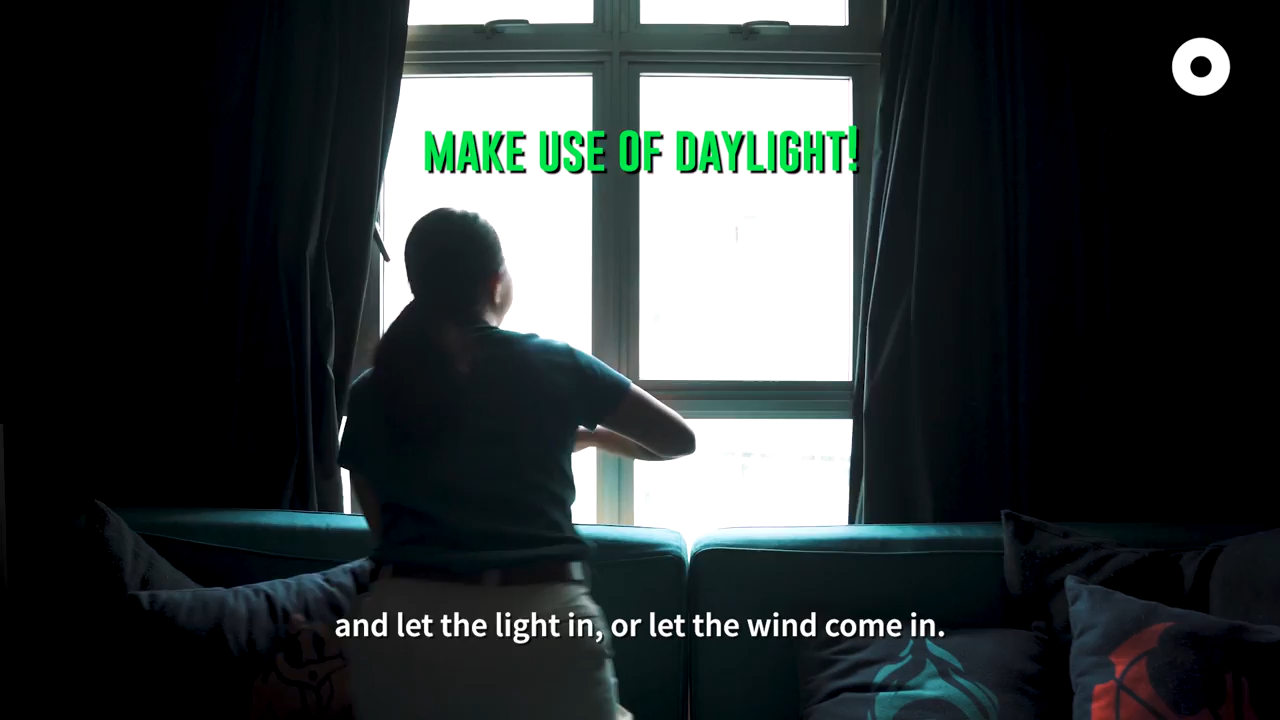 MAKE USE OF DAYLIGHT!
and let the light in, or let the wind come in.